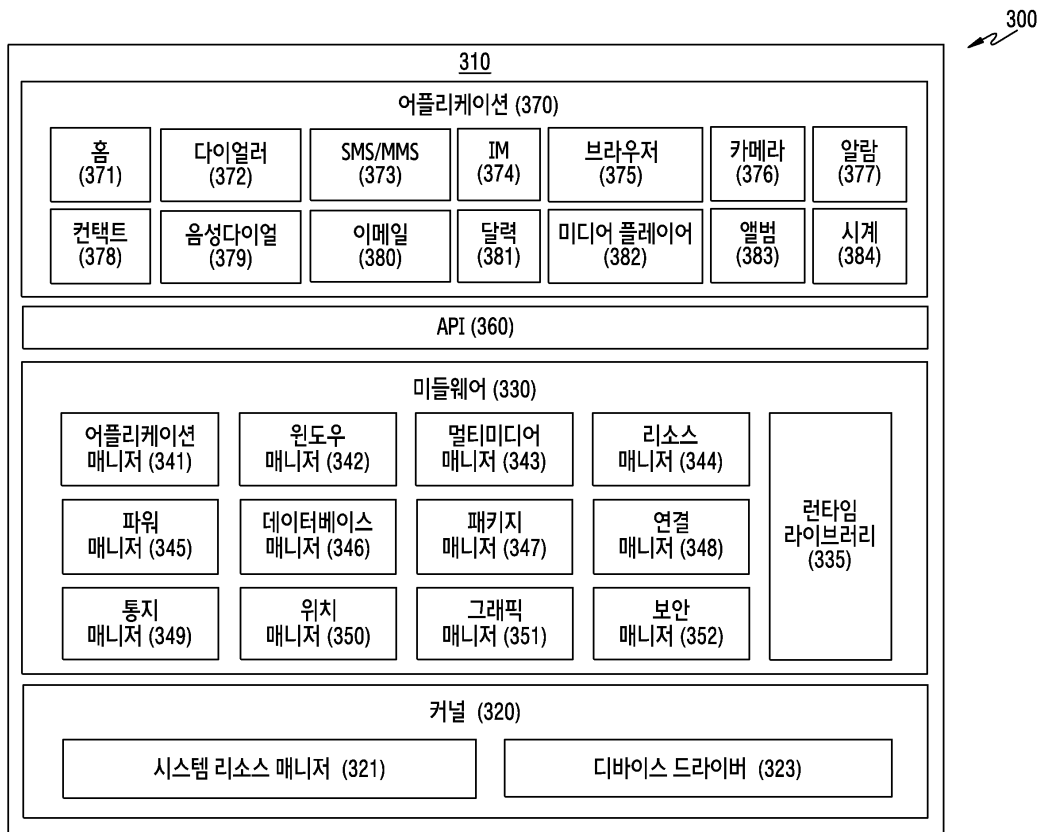 300
310
어플리케이션 (370)
홈
(371)
다이얼러
(372)
SMS/MMS
(373)
IM
(374)
브라우저
(375)
카메라
(376)
알람
(377)
컨택트
(378)
음성다이얼
(379)
이메일
(380)
달력
(381)
미디어 플레이어
(382)
앨범
(383)
시계
(384)
API (360)
미들웨어 (330)
어플리케이션
매니저 (341)
윈도우
매니저 (342)
멀티미디어
매니저 (343)
리소스
매니저 (344)
파워
매니저 (345)
데이터베이스
매니저 (346)
패키지
매니저 (347)
연결
매니저 (348)
통지
매니저 (349)
위치
매니저 (350)
그래픽
매니저 (351)
보안
매니저 (352)
런타임
라이브러리
(335)
커널 (320)
시스템 리소스 매니저 (321)
디바이스 드라이버 (323)